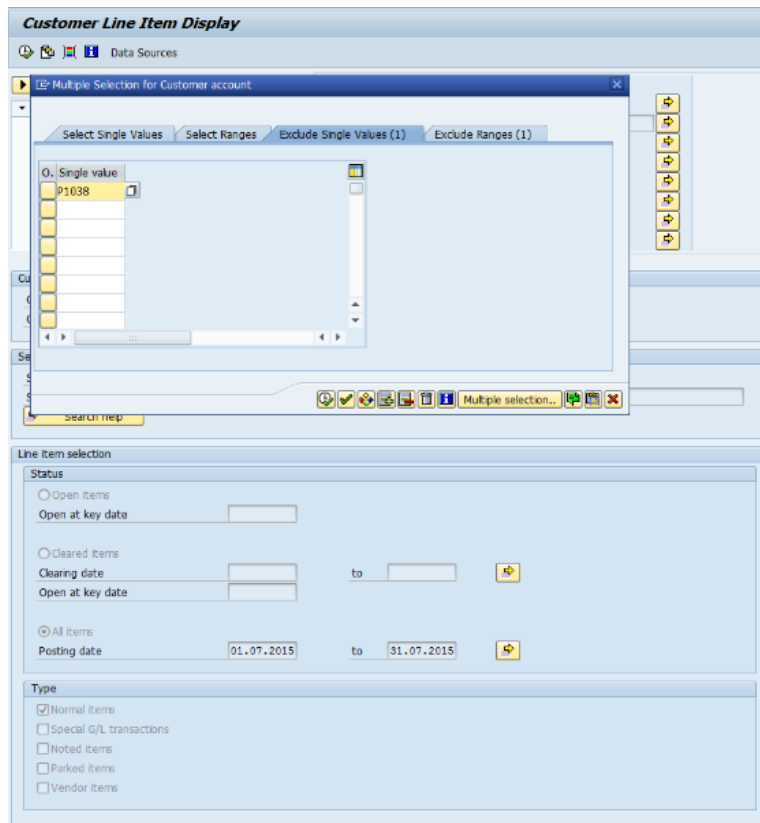 Customer Line Item Display
Data Sources
Multiple Selection for Customer account
Select Single Values Select Ranges Exclude Single Values (1) Exclude Ranges (1)
O. Single value
P1038
Cu
Se
Multiple selection..
Search help
Line item selection
Status
Open items
Open at key date
Cleared items
Clearing date to
Open at key date
All items
Posting date 01.07.2015 to 31.07.2015
Type
Normal items
Special G/L transactions
Noted items
Parked items
Vendor items